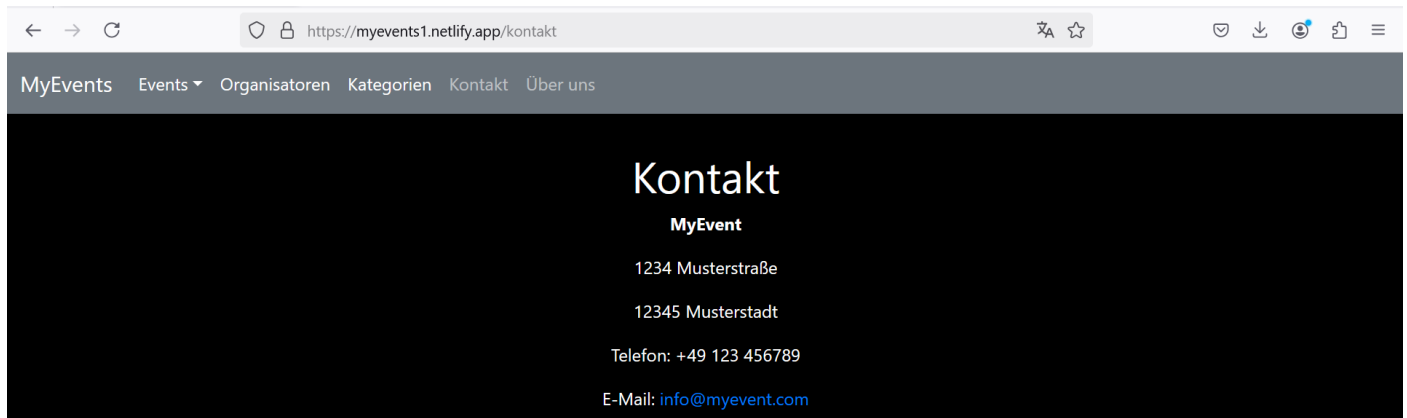 https://myevents1.netlify.app/kontakt
MyEvents Events Organisatoren Kategorien Kontakt Über uns
Kontakt
MyEvent
1234 Musterstraße
12345 Musterstadt
Telefon: +49 123 456789
E-Mail: info@myevent.com